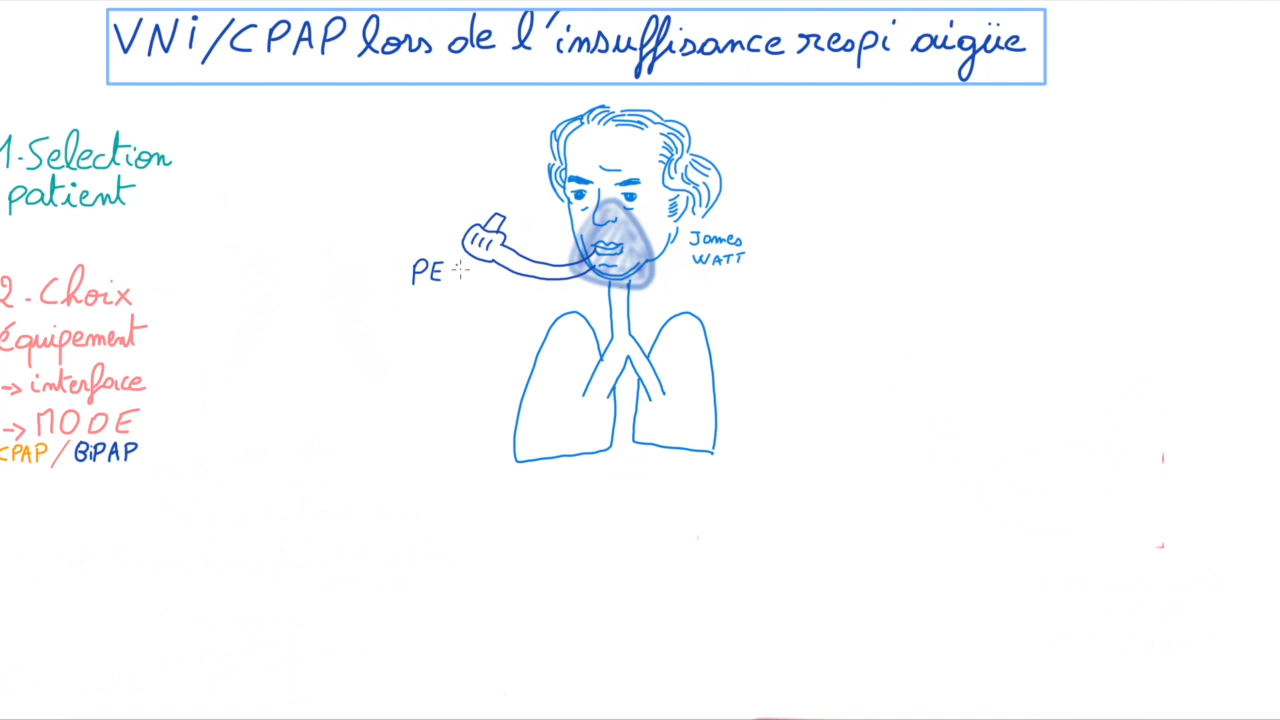 VNi/CPAP lors de l'insuffisance respi aigüe
1-Selection
patient
2-Choix
équipement
→ interface
→ MODE
CPAP/BiPAP
James
WATT
PE